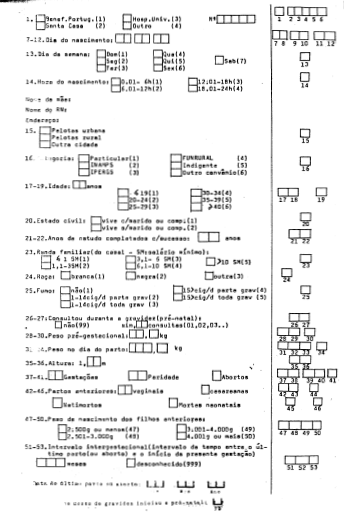 1. Benef.Portug.(1) Hosp.Univ.(3) Nº
Santa Casa (2) Outro (4)
1 2 3 4 5 6
7-12.Dia do nascimento:
7 8 9 10 11 12
13.Dia da semana: Dom(1) Qua(4)
Seg(2) Qui(5) Sab(7)
Ter(3) Sex(6)
13
14.Hora do nascimento: 0,01- 6h(1) 12,01-18h(3)
6,01-12h(2) 18,01-24h(4)
14
Nome da mãe:
Nome do RN:
Endereço:
15. Pelotas urbana
Pelotas rural
Outra cidade
15
16. Particular(1) FUNRURAL (4)
INAMPS (2) Indigente (5)
IPERGS (3) Outro convênio(6)
16
17-19.Idade: anos
≤19(1) 30-34(4)
20-24(2) 35-39(5)
25-29(3) ≥40(6)
17 18 19
20.Estado civil: vive c/marido ou comp.(1)
vive s/marido ou comp.(2)
20
21-22.Anos de estudo completados c/sucesso: anos
21 22
23.Renda familiar(do casal - SM:salário mínimo):
≤ 1 SM(1) 3,1- 6 SM(3) >10 SM(5)
1,1-3SM(2) 6,1-10 SM(4)
23
24.Raça: branca(1) negra(2) outra(3)
24
25.Fumo: não(1) 15>cig/d parte grav(4)
1-14cig/d parte grav(2) 15>cig/d toda grav (5)
1-14cig/d toda grav (3)
25
26-27:Consultou durante a gravidez(pré-natal):
não(99) sim, consultas(01,02,03..)
26 27
28-30.Peso pré-gestacional: , kg
28 29 30
Peso no dia do parto: , kg
31 32 33 34
35-36.Altura: 1, m
35 36
37-41. Gestações Paridade Abortos
37 38 39 40 41
42-46.Partos anteriores: vaginais cesareanas
42 43 44
Natimortos Mortes neonatais
45 46
47-50.Peso de nascimento dos filhos anteriores:
2.500g ou menos(47) 3.001-4.000g (49)
2.501-3.000g (48) 4.001g ou mais(50)
47 48 49 50
51-53.Intervalo intergestacional(intervalo de tempo entre o úl-
timo parto(ou aborto) e o início da presente gestação)
meses desconhecido(999)
51 52 53